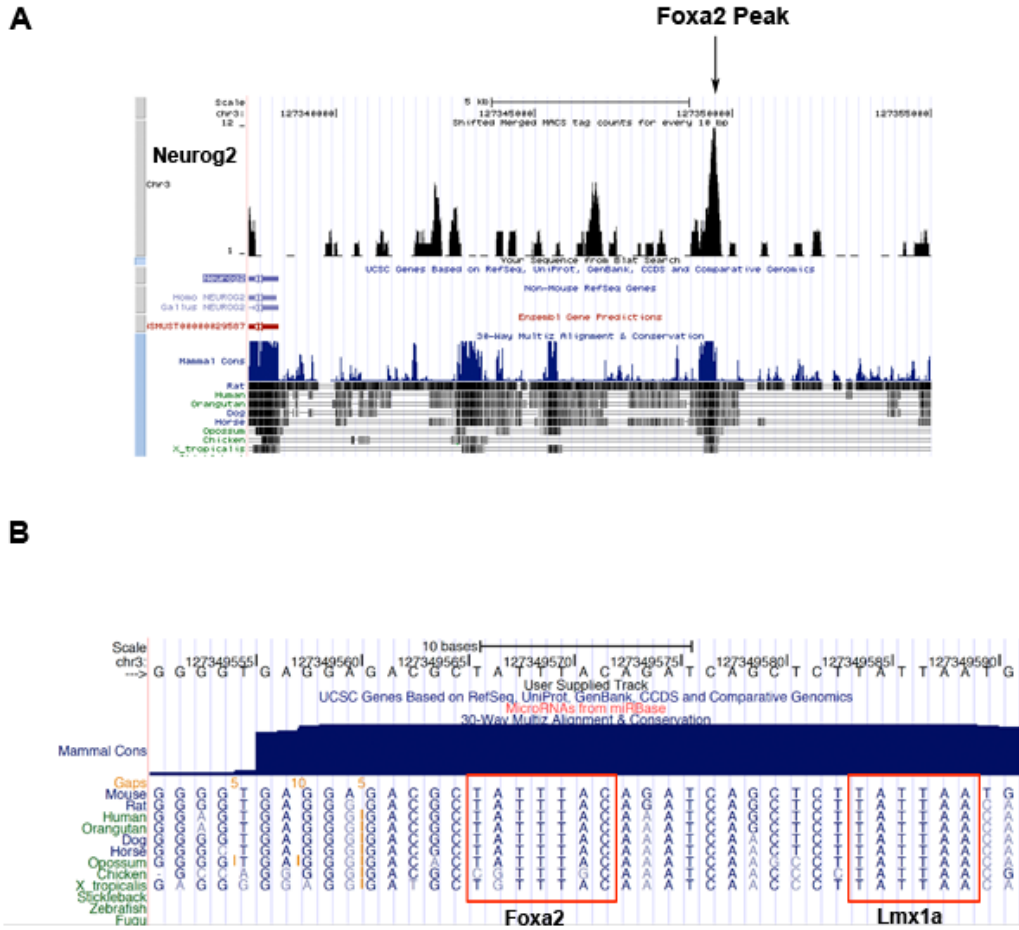 A
Foxa2 Peak
Scale
5 kb
chr3:
127340000|
127345000|
127350000|
127355000|
12
Shifted Merged MACS tag counts for every 10 bp
Neurog2
Chr3
1
Your Sequence from Blat Search
UCSC Genes Based on RefSeq, UniProt, GenBank, CCDS and Comparative Genomics
Neurog2
Non-Mouse RefSeq Genes
Homo NEUROG2
Gallus NEUROG2
Ensembl Gene Predictions
ISMUST00000029587
30-Way Multiz Alignment & Conservation
Mammal Cons
Rat
Human
Orangutan
Dog
Horse
Opossum
Chicken
X_tropicalis
B
Scale
10 bases
chr3:
127349555|
127349560|
127349565|
127349570|
127349575|
127349580|
127349585|
127349590|
---> G G G G T G A G G A G A C G C T A T T T A C A G A T C A G C T C T T A T T A A T G
User Supplied Track
UCSC Genes Based on RefSeq, UniProt, GenBank, CCDS and Comparative Genomics
MicroRNAs from miRBase
30-Way Multiz Alignment & Conservation
Mammal Cons
Gaps 5 10 5
Mouse G G G G T G A G G A G A C G C T A T T T A C A G A T C A G C T C T T A T T A A T G
Rat
Human
Orangutan
Dog
Horse
Opossum
Chicken
X_tropicalis
Stickleback
Zebrafish
Fugu
Foxa2
Lmx1a